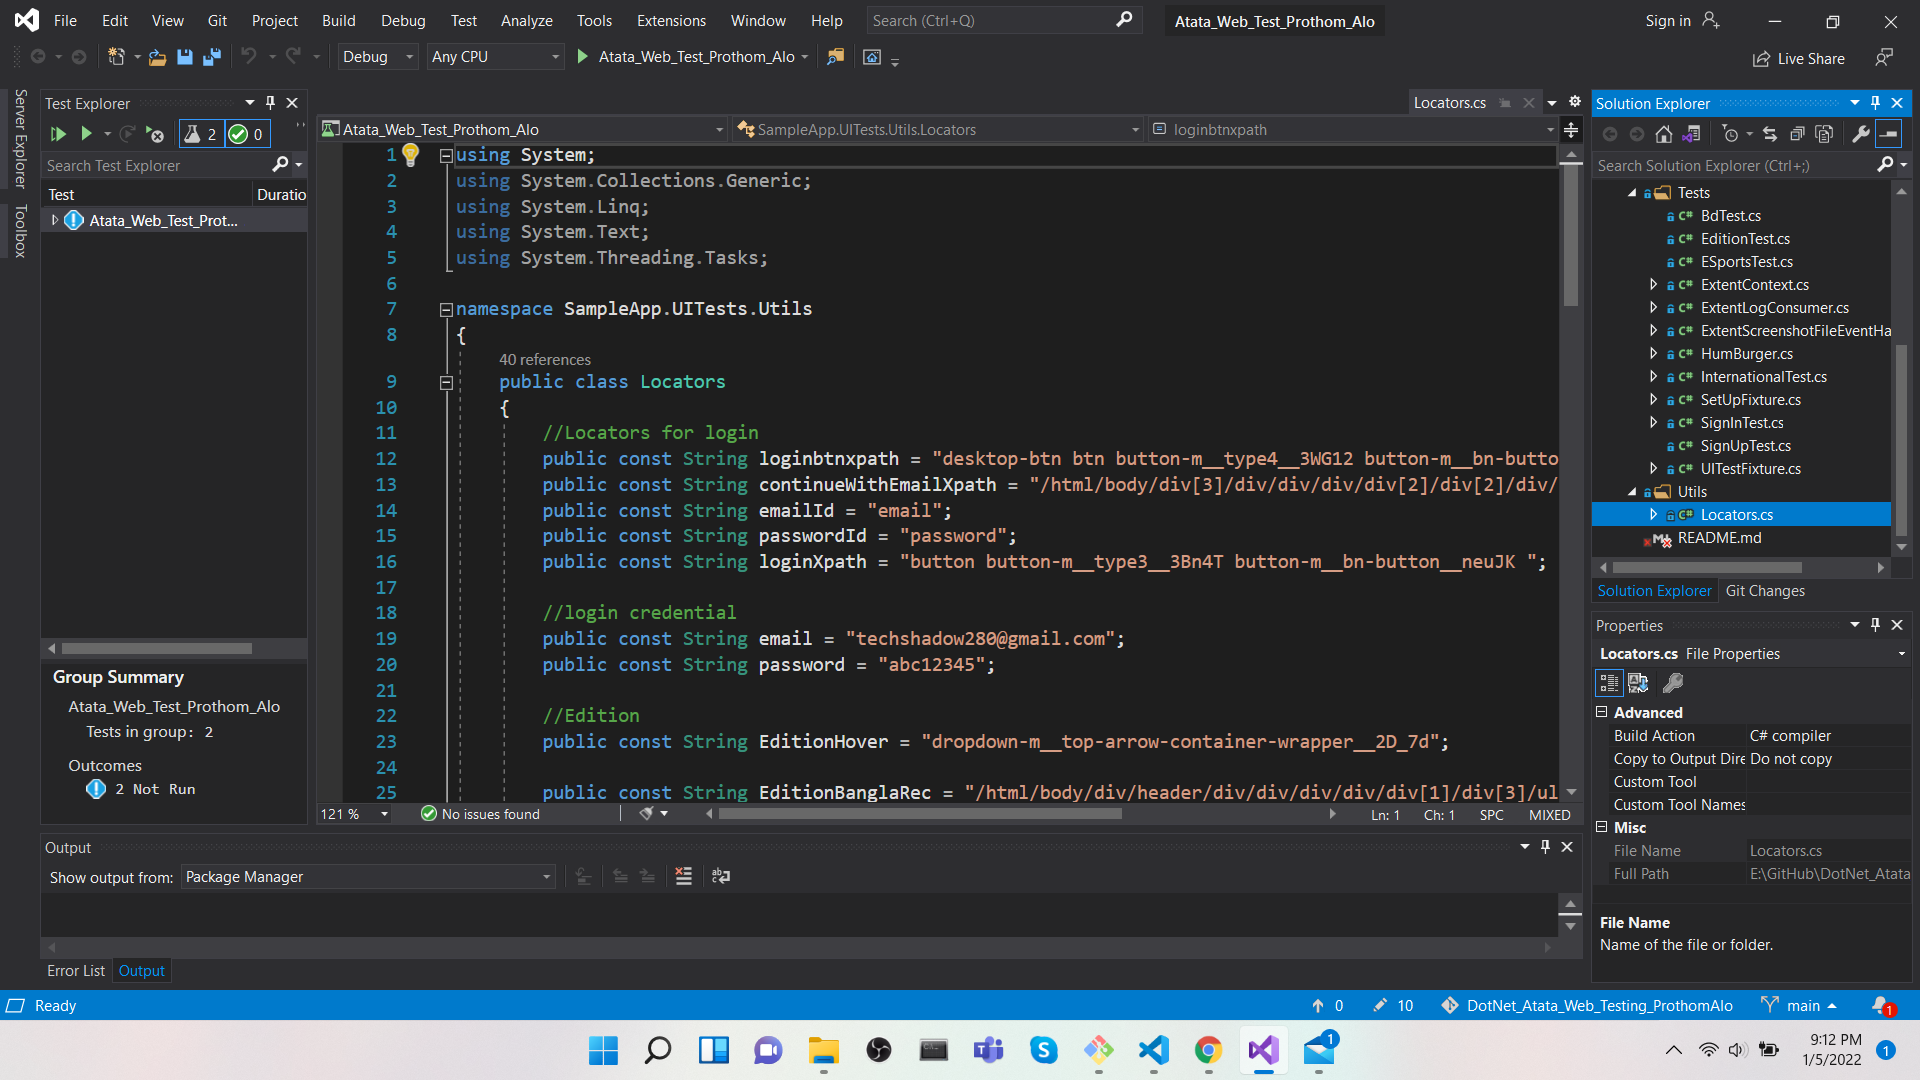 File Edit View Git Project Build Debug Test Analyze Tools Extensions Window Help Search (Ctrl+Q) Atata_Web_Test_Prothom_Alo Sign in
Debug Any CPU Atata_Web_Test_Prothom_Alo Live Share
Server Explorer
Toolbox
Test Explorer
2 0
Search Test Explorer
Test Duratio
Atata_Web_Test_Prot...
Group Summary
Atata_Web_Test_Prothom_Alo
Tests in group: 2
Outcomes
2 Not Run
Locators.cs
Atata_Web_Test_Prothom_Alo SampleApp.UITests.Utils.Locators loginbtnxpath
1 using System;
2 using System.Collections.Generic;
3 using System.Linq;
4 using System.Text;
5 using System.Threading.Tasks;
6
7 namespace SampleApp.UITests.Utils
8 {
40 references
9 public class Locators
10 {
11 //Locators for login
12 public const String loginbtnxpath = "desktop-btn btn button-m__type4__3WG12 button-m__bn-butto
13 public const String continueWithEmailXpath = "/html/body/div[3]/div/div/div/div[2]/div[2]/div/
14 public const String emailId = "email";
15 public const String passwordId = "password";
16 public const String loginXpath = "button button-m__type3__3Bn4T button-m__bn-button__neuJK ";
17
18 //login credential
19 public const String email = "techshadow280@gmail.com";
20 public const String password = "abc12345";
21
22 //Edition
23 public const String EditionHover = "dropdown-m__top-arrow-container-wrapper__2D_7d";
24
25 public const String EditionBanglaRec = "/html/body/div/header/div/div/div/div/div[1]/div[3]/ul
121 % No issues found Ln: 1 Ch: 1 SPC MIXED
Output
Show output from: Package Manager
Error List Output
Solution Explorer
Search Solution Explorer (Ctrl+;)
Tests
C# BdTest.cs
C# EditionTest.cs
C# ESportsTest.cs
C# ExtentContext.cs
C# ExtentLogConsumer.cs
C# ExtentScreenshotFileEventHa
C# HumBurger.cs
C# InternationalTest.cs
C# SetUpFixture.cs
C# SignInTest.cs
C# SignUpTest.cs
C# UITestFixture.cs
Utils
C# Locators.cs
README.md
Solution Explorer Git Changes
Properties
Locators.cs File Properties
Advanced
Build Action C# compiler
Copy to Output Dire Do not copy
Custom Tool
Custom Tool Names
Misc
File Name Locators.cs
Full Path E:\GitHub\DotNet_Atata
File Name
Name of the file or folder.
Ready 0 10 DotNet_Atata_Web_Testing_ProthomAlo main 1
1 9:12 PM
1/5/2022 1